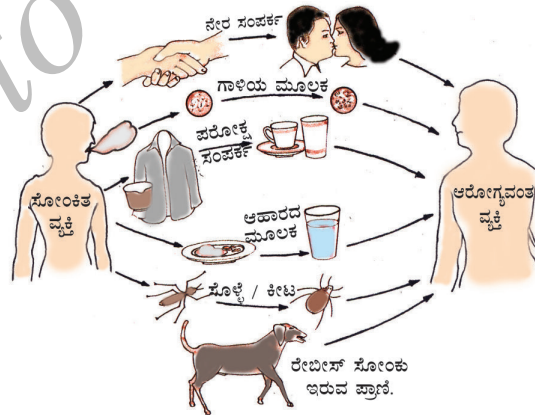 ನೇರ ಸಂಪರ್ಕ
ಗಾಳಿಯ ಮೂಲಕ
ಪರೋಕ್ಷ
ಸಂಪರ್ಕ
ಸೋಂಕಿತ
ವ್ಯಕ್ತಿ
ಆರೋಗ್ಯವಂತ
ವ್ಯಕ್ತಿ
ಆಹಾರದ
ಮೂಲಕ
ಸೊಳ್ಳೆ / ಕೀಟ
ರೇಬೀಸ್ ಸೋಂಕು
ಇರುವ ಪ್ರಾಣಿ.